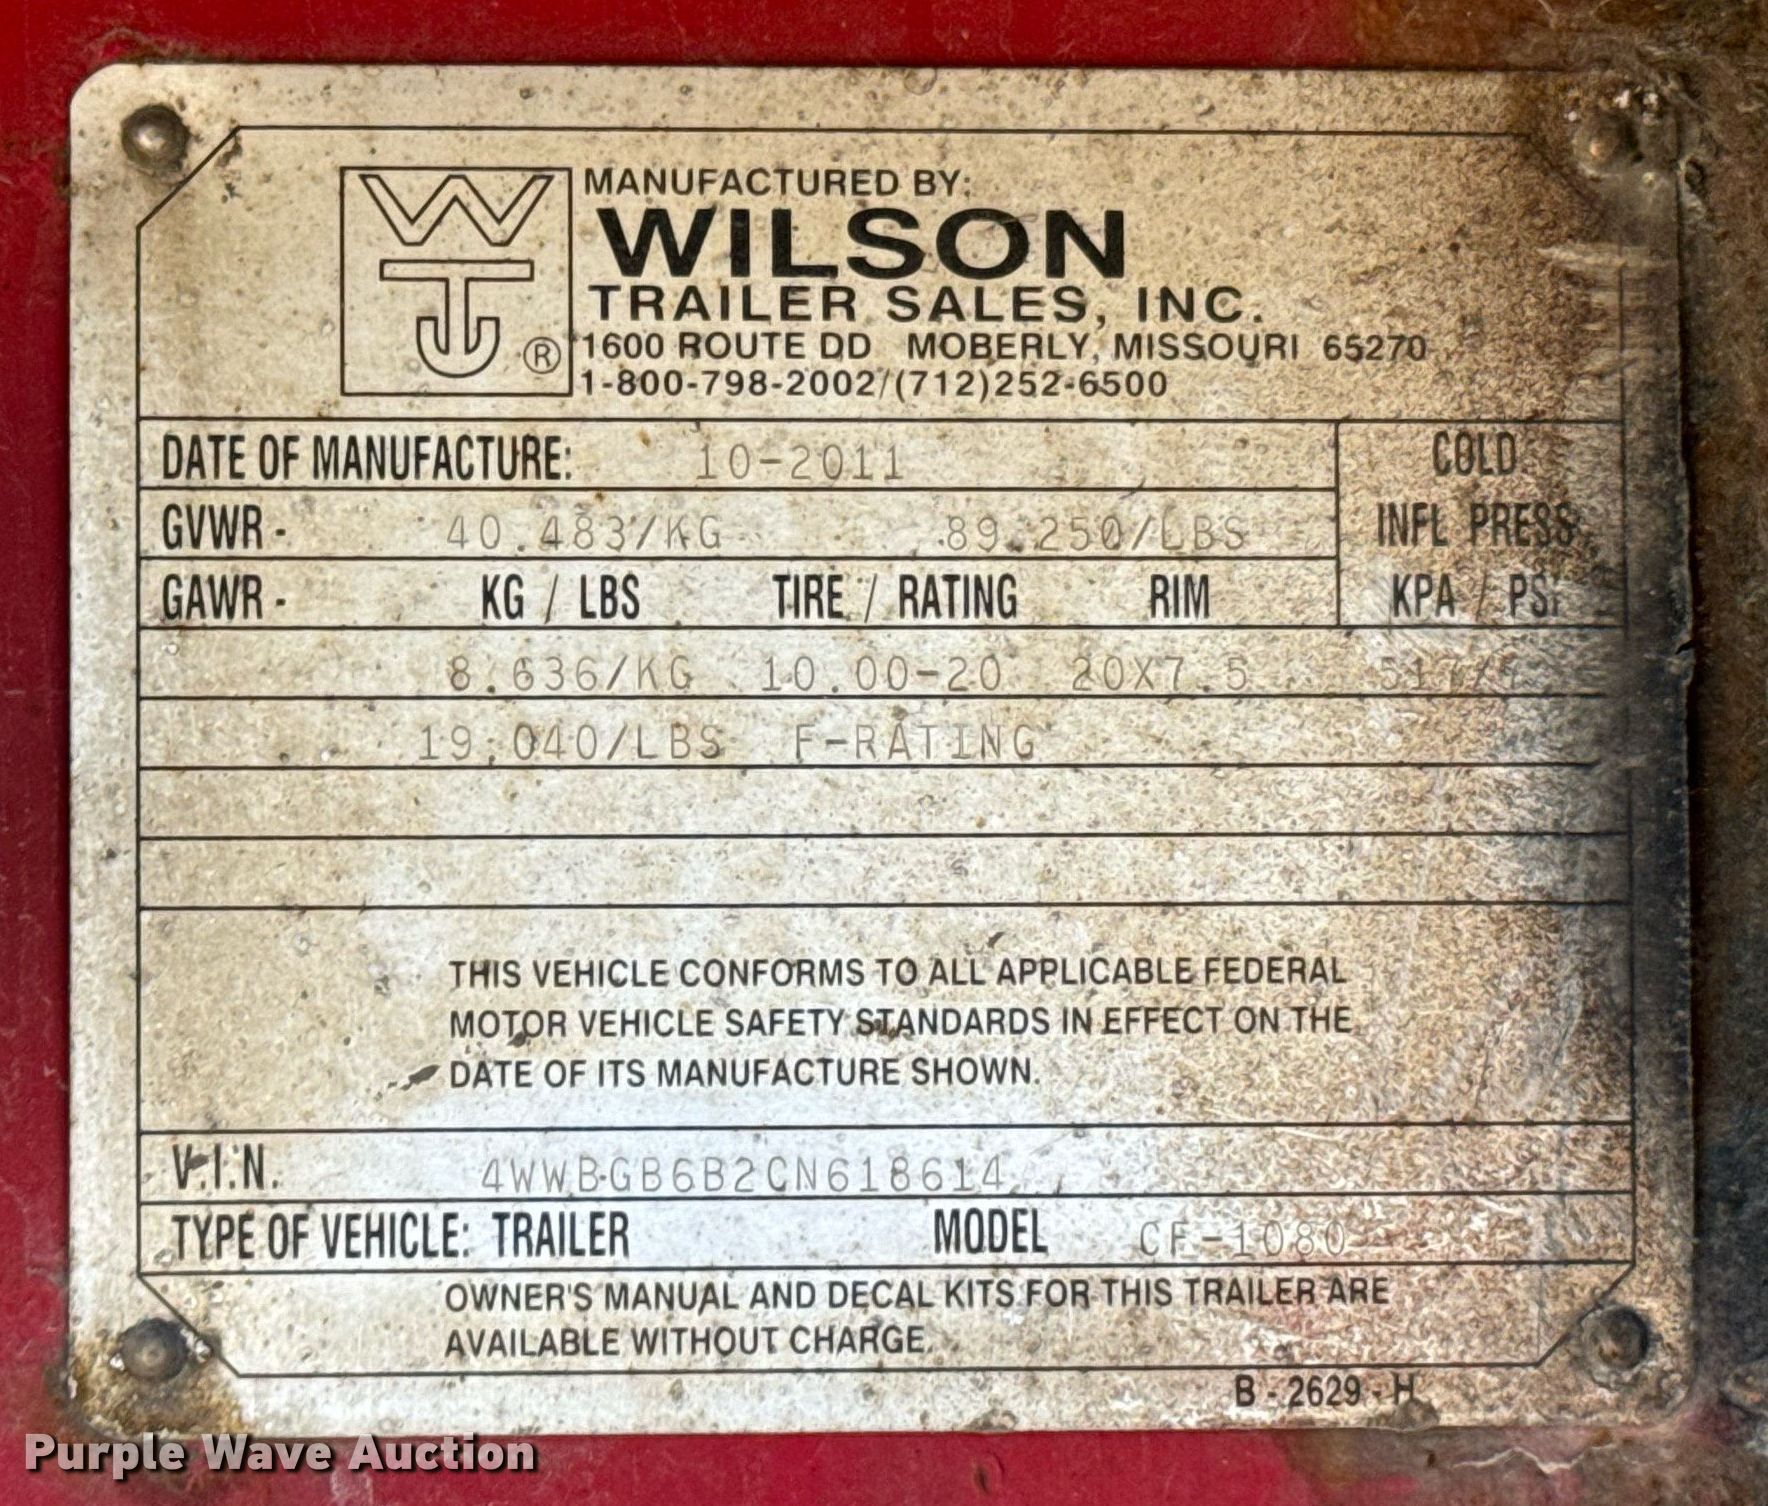 MANUFACTURED BY:
WILSON
TRAILER SALES, INC.
1600 ROUTE DD MOBERLY, MISSOURI 65270
1-800-798-2002/(712)252-6500
WTJ ®
DATE OF MANUFACTURE: 10-2011
COLD
GVWR - 40.483/KG 89.250/LBS
INFL PRESS
GAWR - KG / LBS TIRE / RATING RIM KPA / PSI
8.636/KG 10.00-20 20X7.5
19.040/LBS F-RATING
THIS VEHICLE CONFORMS TO ALL APPLICABLE FEDERAL
MOTOR VEHICLE SAFETY STANDARDS IN EFFECT ON THE
DATE OF ITS MANUFACTURE SHOWN.
V.I.N. 4WWBGB6B2CN618614
TYPE OF VEHICLE: TRAILER MODEL CF-1080
OWNER'S MANUAL AND DECAL KITS FOR THIS TRAILER ARE
AVAILABLE WITHOUT CHARGE.
B - 2629 - H
Purple Wave Auction